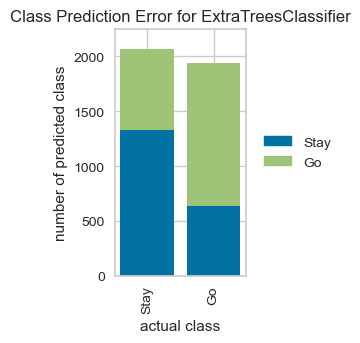 Class Prediction Error for ExtraTreesClassifier
number of predicted class
2000
1500
1000
500
0
Stay
Go
actual class
Stay
Go